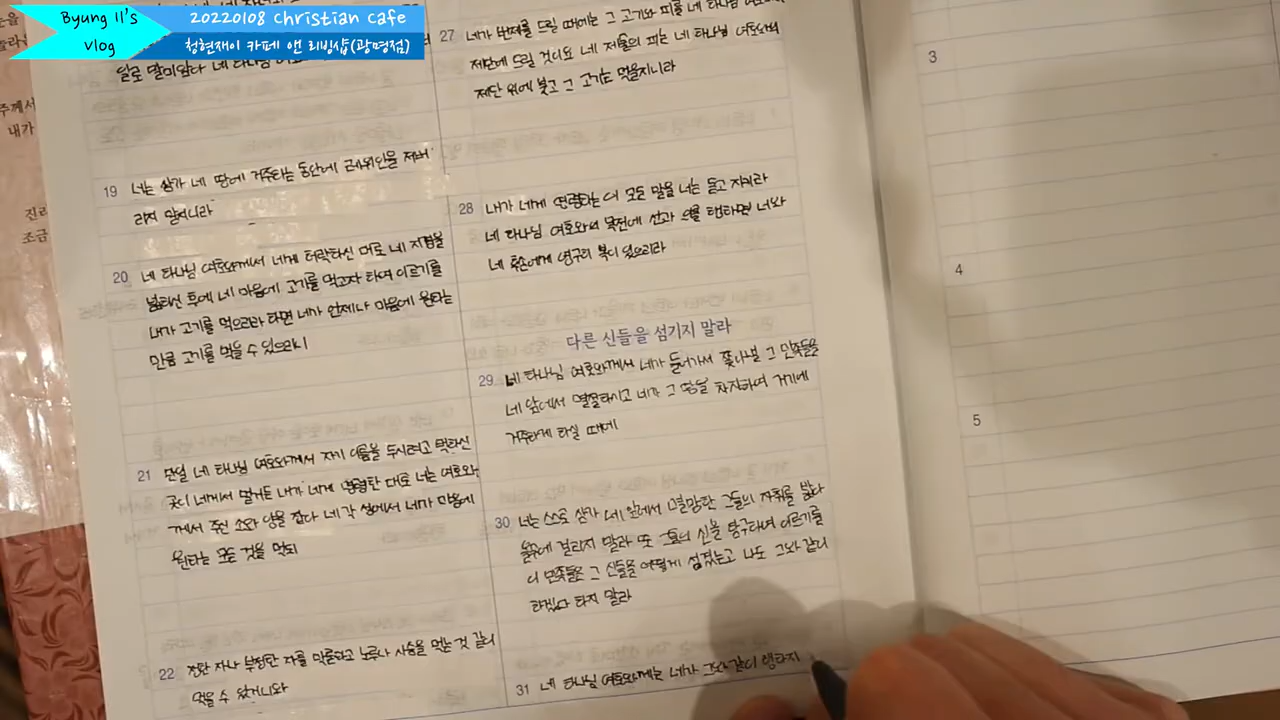 Byung Il's
vlog
20220108 Christian Cafe
청현재이 카페 앤 리빙샵(광명점)
주께서
내가
진리
조금
19 너는 삼가 네 땅에 거주하는 동안에 레위인을 저버
리지 말지니라
20 네 하나님 여호와께서 네게 허락하신 대로 네 지경을
넓히신 후에 네 마음에 고기를 먹고자 하여 이르기를
내가 고기를 먹으리라 하면 네가 언제나 마음에 원하는
만큼 고기를 먹을 수 있으리니
21 만일 네 하나님 여호와께서 자기 이름을 두시려고 택하신
곳이 네게서 멀거든 내가 네게 명령한 대로 너는 여호와
께서 주신 소와 양을 잡아 네 각 성에서 네가 마음에
원하는 모든 것을 먹되
22 정한 자나 부정한 자를 막론하고 노루나 사슴을 먹는 것 같이
먹을 수 있거니와
27 네가 번제를 드릴 때에는 그 고기와 피를 네 하나님
제단에 드릴 것이요 네 제물의 피는 네 하나님 여호와의
제단 위에 붓고 그 고기는 먹을지니라
28 내가 네게 명령하는 이 모든 말을 너는 듣고 지키라
네 하나님 여호와의 목전에 선과 의를 행하면 너와
네 후손에게 영구히 복이 있으리라
다른 신들을 섬기지 말라
29 네 하나님 여호와께서 네가 들어가서 쫓아낼 그 민족들을
네 앞에서 멸절하시고 네가 그 땅을 차지하여 거기에
거주하게 하실 때에
30 너는 스스로 삼가 네 앞에서 멸망한 그들의 자취를 밟아
올무에 걸리지 말라 또 그들의 신을 탐구하여 이르기를
이 민족들은 그 신들을 어떻게 섬겼는고 나도 그와 같이
하겠다 하지 말라
31 네 하나님 여호와께는 네가 그와 같이 행하지
3
4
5